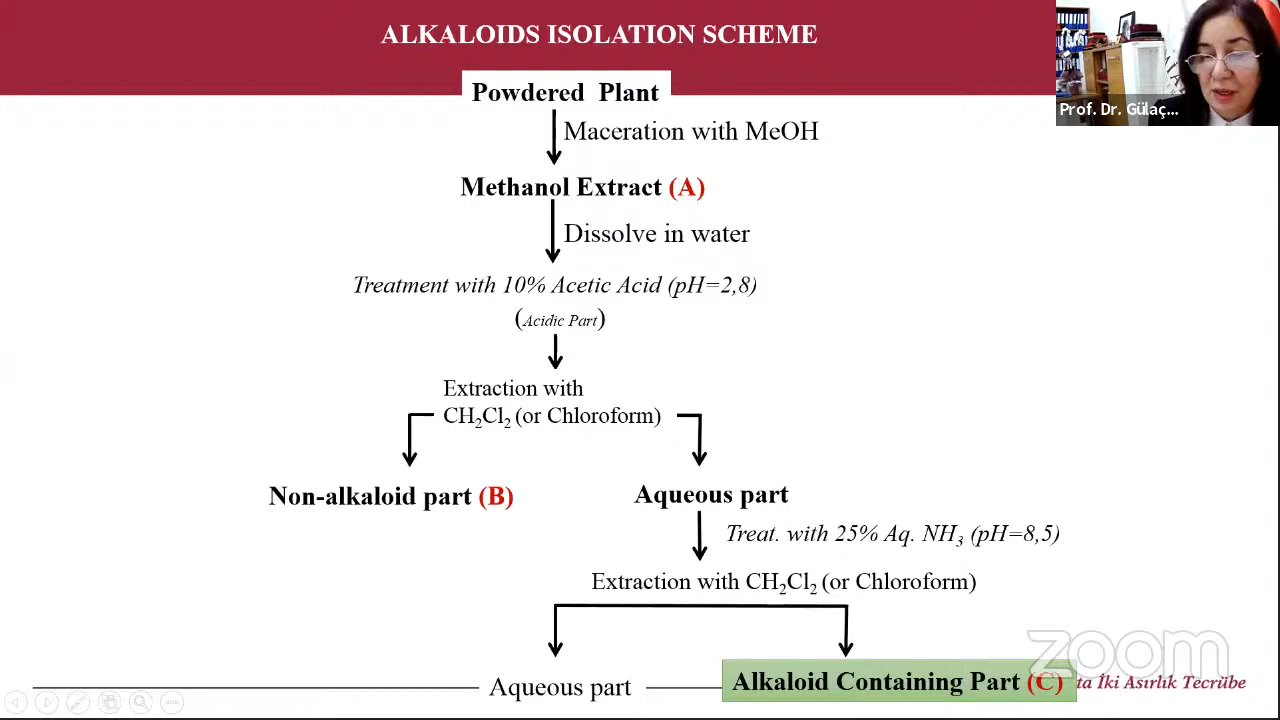 ALKALOIDS ISOLATION SCHEME
Prof. Dr. Gülaç...
Powdered Plant
Maceration with MeOH
Methanol Extract (A)
Dissolve in water
Treatment with 10% Acetic Acid (pH=2,8)
(Acidic Part)
Extraction with
CH₂Cl₂ (or Chloroform)
Non-alkaloid part (B)
Aqueous part
Treat. with 25% Aq. NH₃ (pH=8,5)
Extraction with CH₂Cl₂ (or Chloroform)
Aqueous part
Alkaloid Containing Part (C)
zoom
ta İki Asırlık Tecrübe